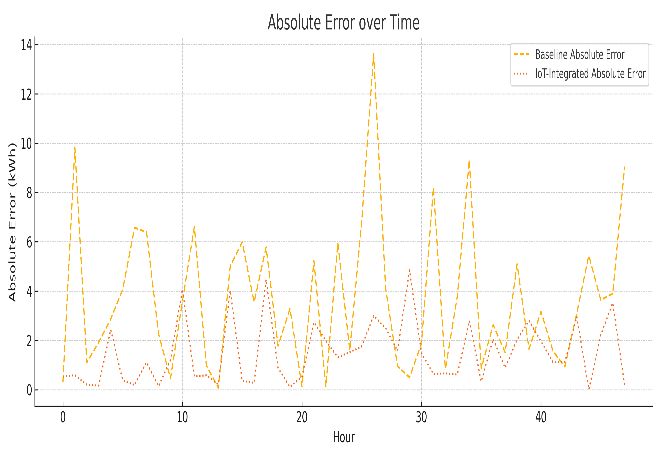 Absolute Error over Time
Baseline Absolute Error
IoT-Integrated Absolute Error
Absolute Error (kWh)
14
12
10
8
6
4
2
0
0 10 20 30 40
Hour